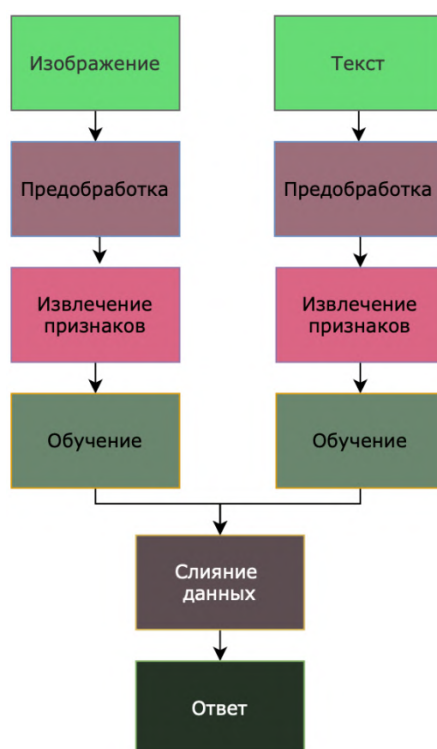 Изображение
Текст
Предобработка
Предобработка
Извлечение
признаков
Извлечение
признаков
Обучение
Обучение
Слияние
данных
Ответ